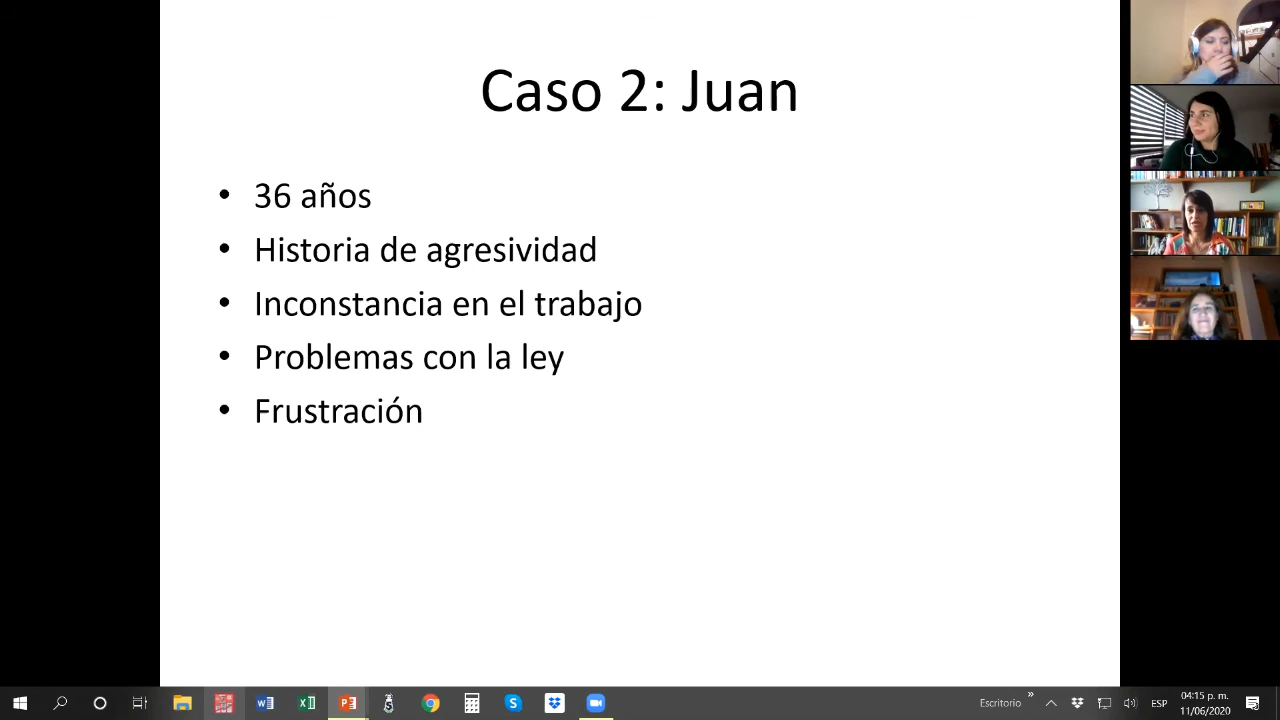 Caso 2: Juan
• 36 años
• Historia de agresividad
• Inconstancia en el trabajo
• Problemas con la ley
• Frustración
Escritorio
»
ESP
04:15 p. m.
11/06/2020